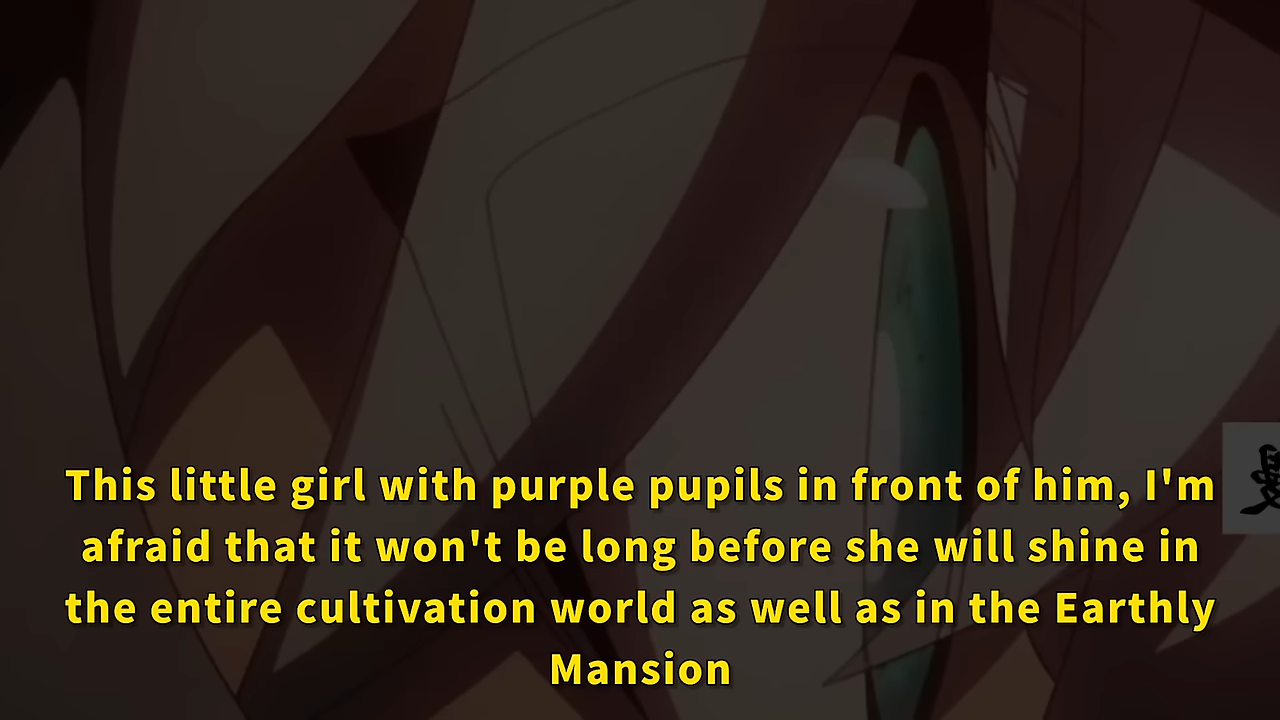 This little girl with purple pupils in front of him, I'm
afraid that it won't be long before she will shine in
the entire cultivation world as well as in the Earthly
Mansion